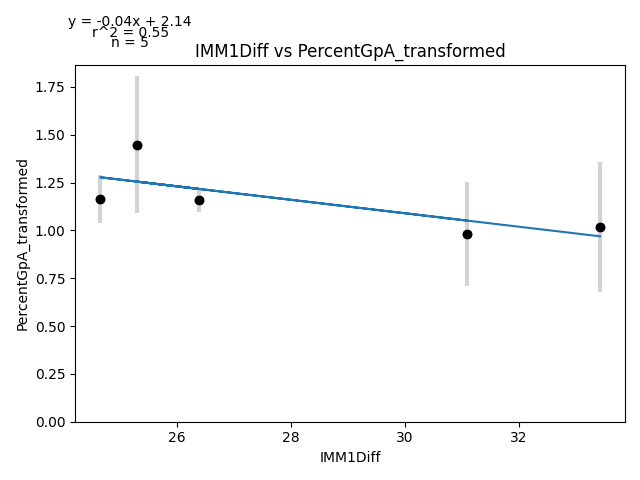 y = -0.04x + 2.14
r^2 = 0.55
n = 5
IMM1Diff vs PercentGpA_transformed
PercentGpA_transformed
1.75
1.50
1.25
1.00
0.75
0.50
0.25
0.00
26
28
30
32
IMM1Diff